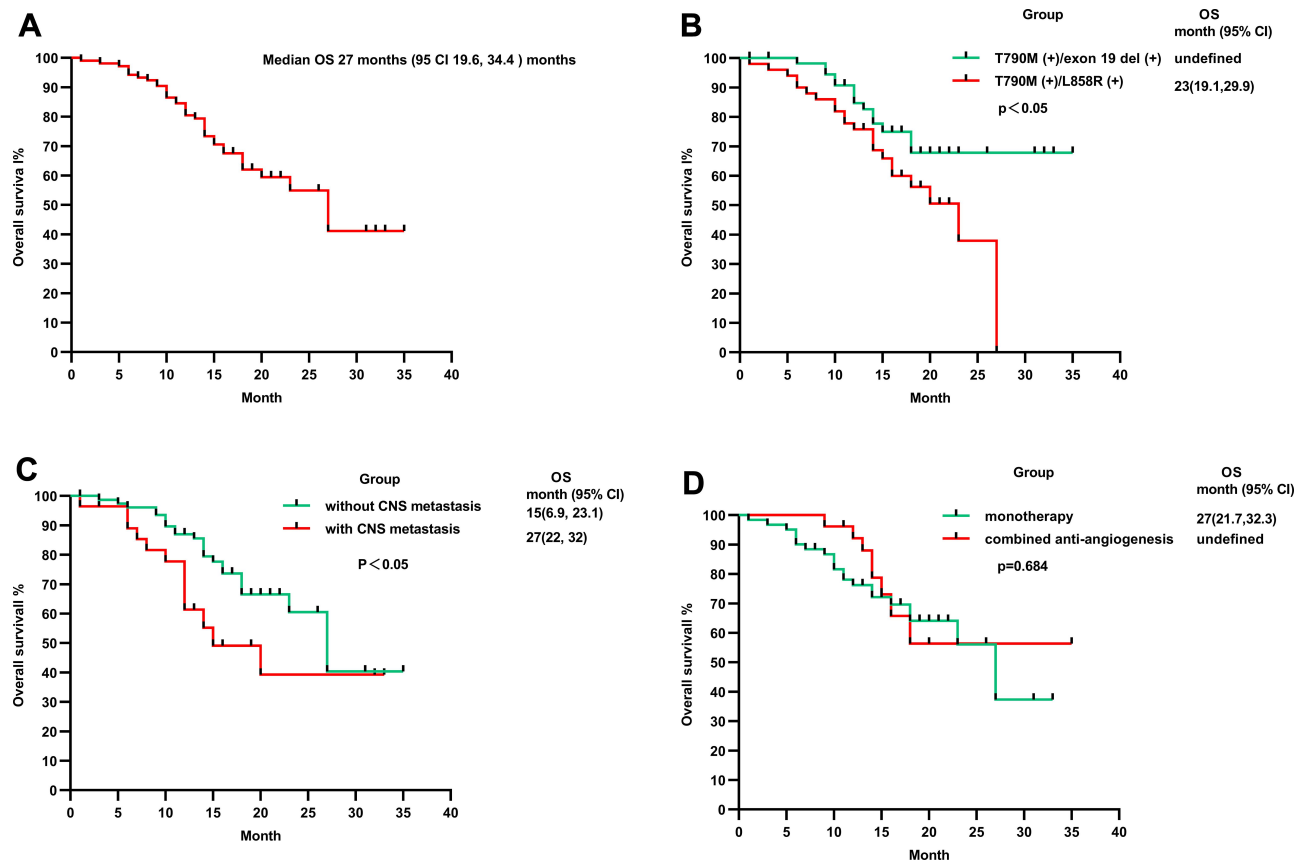 A
Median OS 27 months (95 CI 19.6, 34.4 ) months
100
90
80
70
60
50
40
30
20
10
0
Overall surviva l%
0 5 10 15 20 25 30 35 40
Month
B
Group OS
month (95% CI)
T790M (+)/exon 19 del (+) undefined
T790M (+)/L858R (+) 23(19.1,29.9)
p<0.05
100
90
80
70
60
50
40
30
20
10
0
Overall surviva l%
0 5 10 15 20 25 30 35 40
Month
C
Group OS
month (95% CI)
without CNS metastasis 15(6.9, 23.1)
with CNS metastasis 27(22, 32)
P<0.05
100
90
80
70
60
50
40
30
20
10
0
Overall survivall %
0 5 10 15 20 25 30 35 40
Month
D
Group OS
month (95% CI)
monotherapy 27(21.7,32.3)
combined anti-angiogenesis undefined
p=0.684
100
90
80
70
60
50
40
30
20
10
0
Overall survivall %
0 5 10 15 20 25 30 35 40
Month